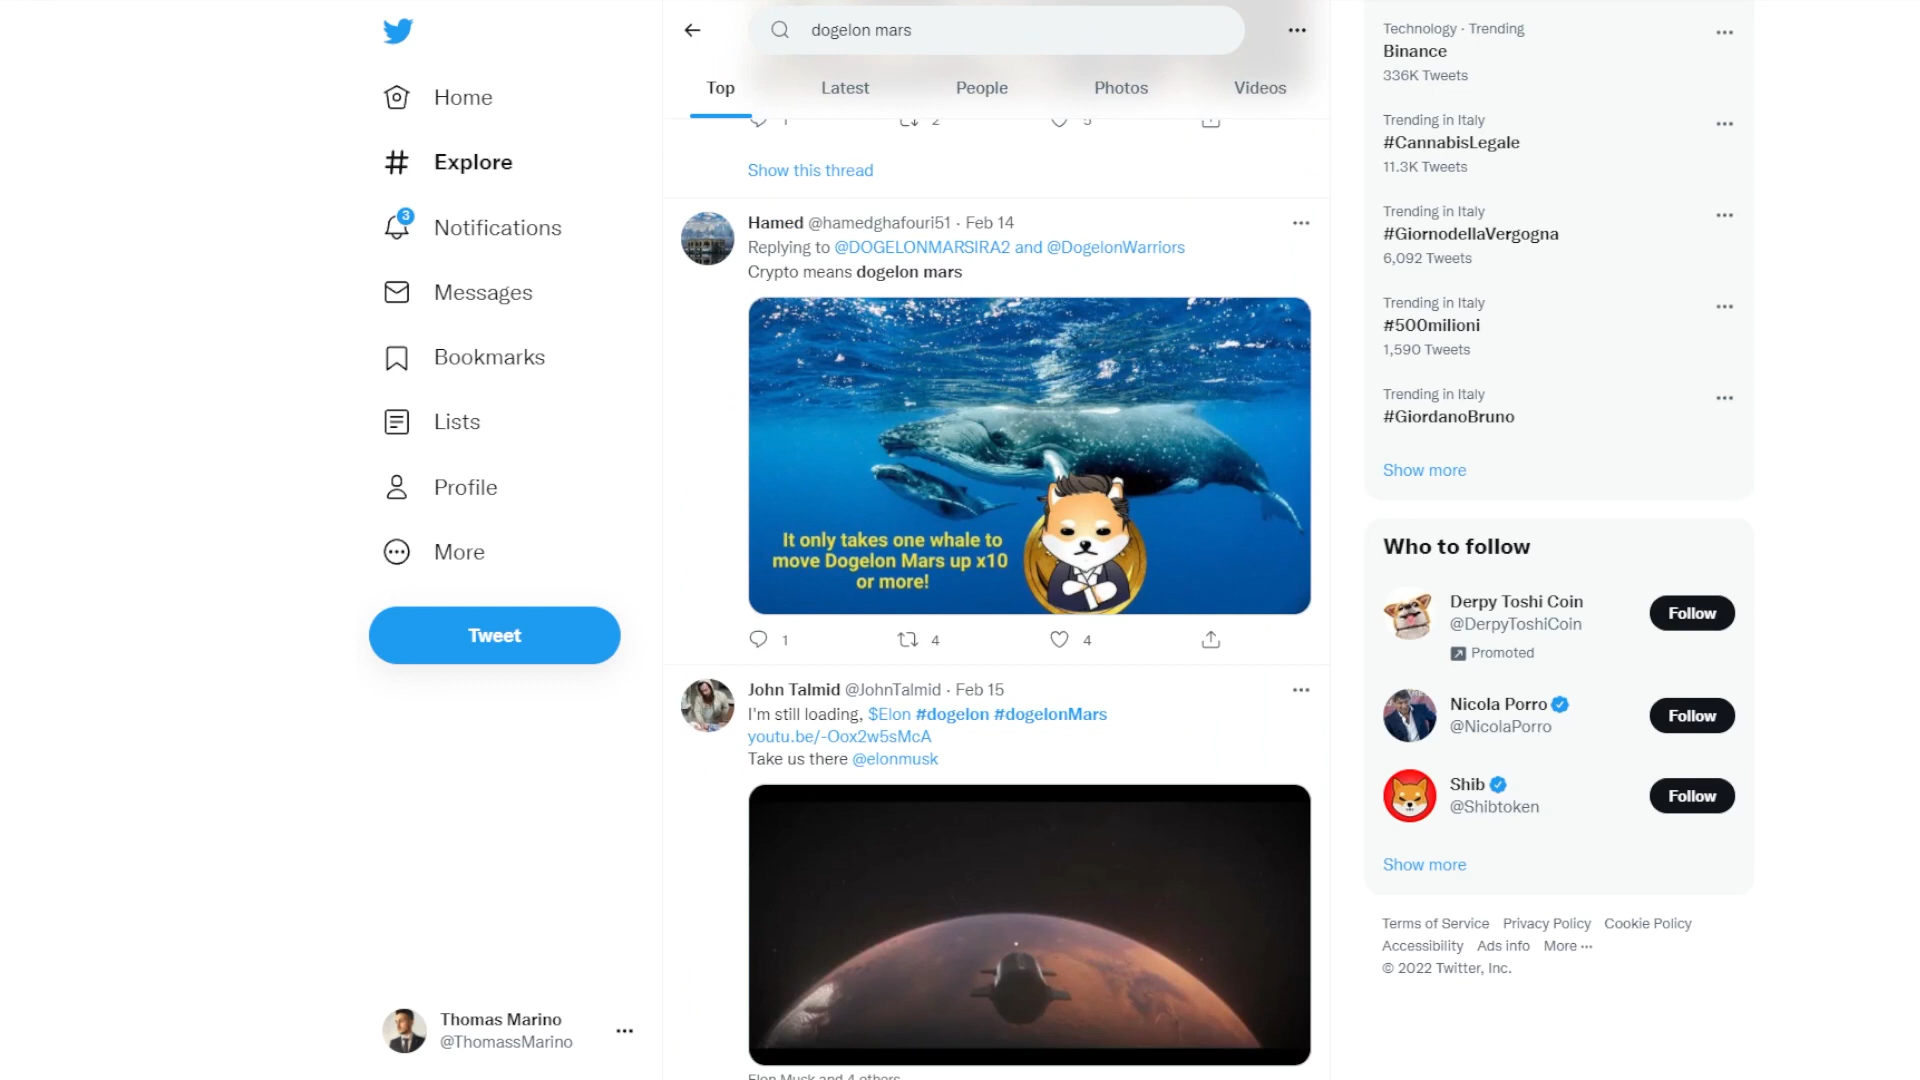 dogelon mars
Top
Latest
People
Photos
Videos
1
2
5
Show this thread
Home
Explore
3
Notifications
Messages
Bookmarks
Lists
Profile
More
Tweet
Thomas Marino
@ThomassMarino
Hamed @hamedghafouri51 · Feb 14
Replying to @DOGELONMARSIRA2 and @DogelonWarriors
Crypto means dogelon mars
It only takes one whale to
move Dogelon Mars up x10
or more!
1
4
4
John Talmid @JohnTalmid · Feb 15
I'm still loading, $Elon #dogelon #dogelonMars
youtu.be/-Oox2w5sMcA
Take us there @elonmusk
Elon Musk and 4 others
Technology · Trending
Binance
336K Tweets
Trending in Italy
#CannabisLegale
11.3K Tweets
Trending in Italy
#GiornodellaVergogna
6,092 Tweets
Trending in Italy
#500milioni
1,590 Tweets
Trending in Italy
#GiordanoBruno
Show more
Who to follow
Derpy Toshi Coin
@DerpyToshiCoin
Promoted
Follow
Nicola Porro
@NicolaPorro
Follow
Shib
@Shibtoken
Follow
Show more
Terms of Service Privacy Policy Cookie Policy
Accessibility Ads info More ···
© 2022 Twitter, Inc.